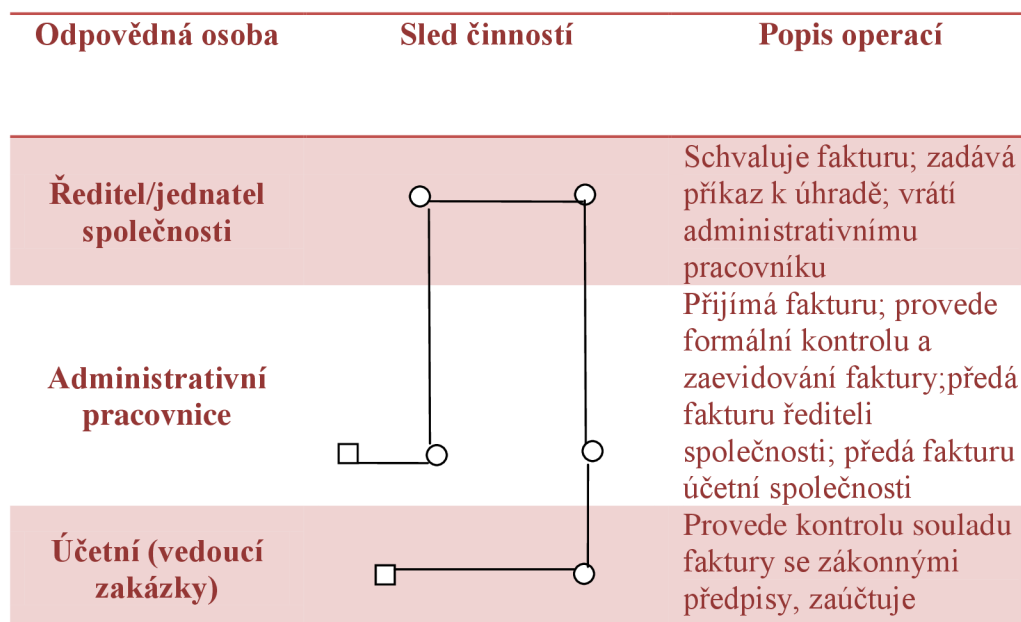 Odpovědná osoba
Sled činností
Popis operací
Ředitel/jednatel
společnosti
Schvaluje fakturu; zadává
příkaz k úhradě; vrátí
administrativnímu
pracovníku
Administrativní
pracovnice
Přijímá fakturu; provede
formální kontrolu a
zaevidování faktury;předá
fakturu řediteli
společnosti; předá fakturu
účetní společnosti
Účetní (vedoucí
zakázky)
Provede kontrolu souladu
faktury se zákonnými
předpisy, zaúčtuje